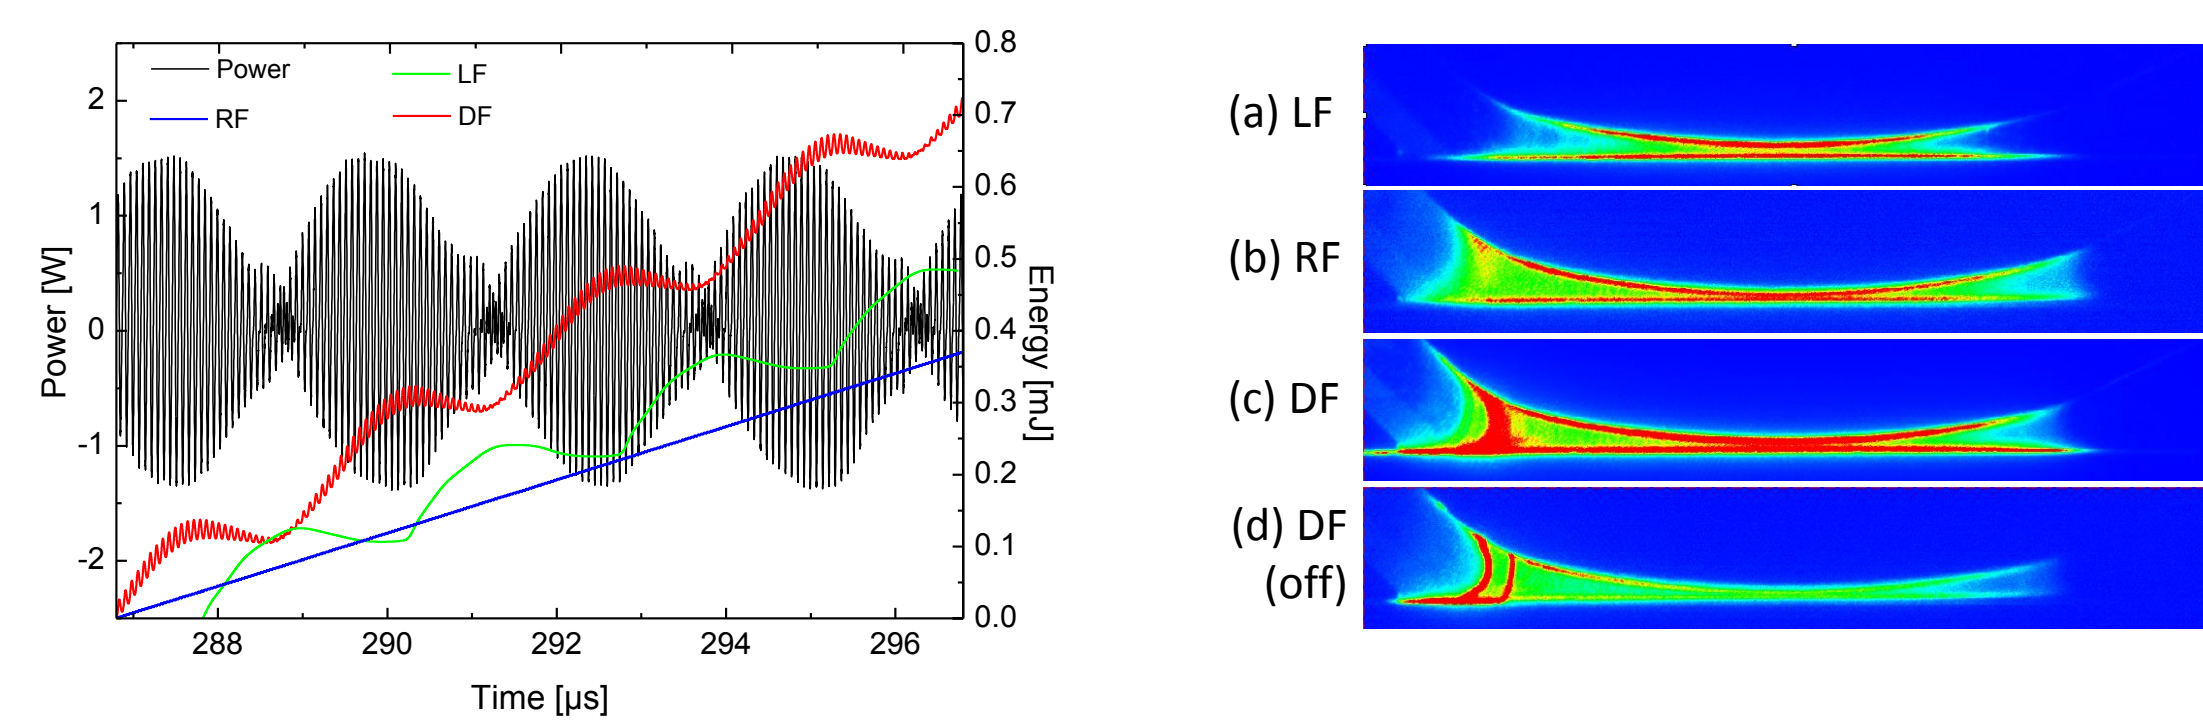 Power
LF
RF
DF
2
1
0
-1
-2
Power [W]
0.8
0.7
0.6
0.5
0.4
0.3
0.2
0.1
0.0
Energy [mJ]
288
290
292
294
296
Time [µs]
(a) LF
(b) RF
(c) DF
(d) DF
(off)